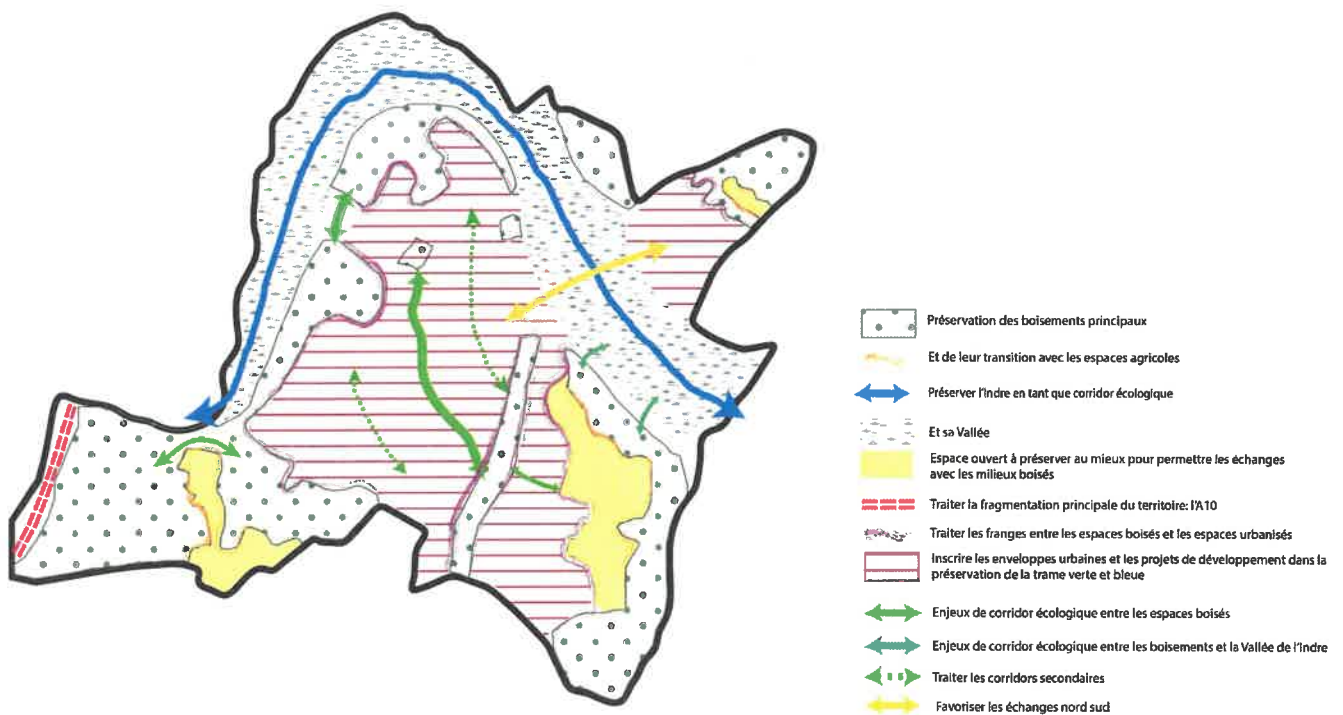 Préservation des boisements principaux
Et de leur transition avec les espaces agricoles
Préserver l'Indre en tant que corridor écologique
Et sa Vallée
Espace ouvert à préserver au mieux pour permettre les échanges
avec les milieux boisés
Traiter la fragmentation principale du territoire: l'A10
Traiter les franges entre les espaces boisés et les espaces urbanisés
Inscrire les enveloppes urbaines et les projets de développement dans la
préservation de la trame verte et bleue
Enjeux de corridor écologique entre les espaces boisés
Enjeux de corridor écologique entre les boisements et la Vallée de l'Indre
Traiter les corridors secondaires
Favoriser les échanges nord sud